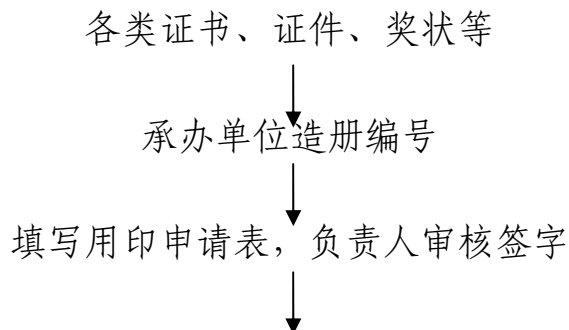 各类证书、证件、奖状等
承办单位造册编号
填写用印申请表，负责人审核签字